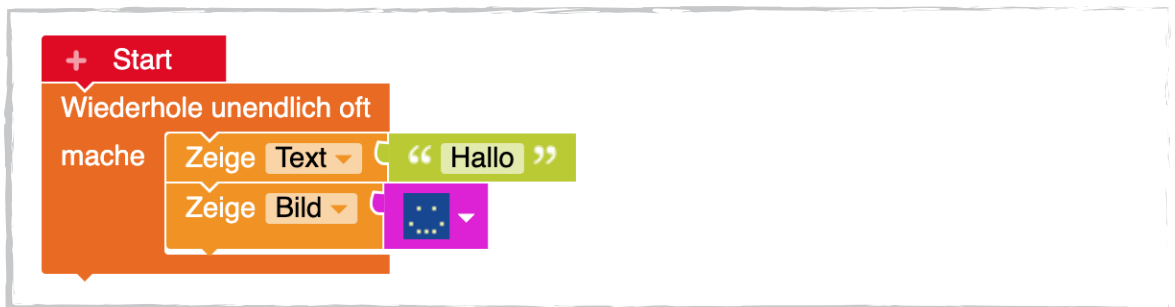 + Start
Wiederhole unendlich oft
mache Zeige Text “ Hallo ”
Zeige Bild